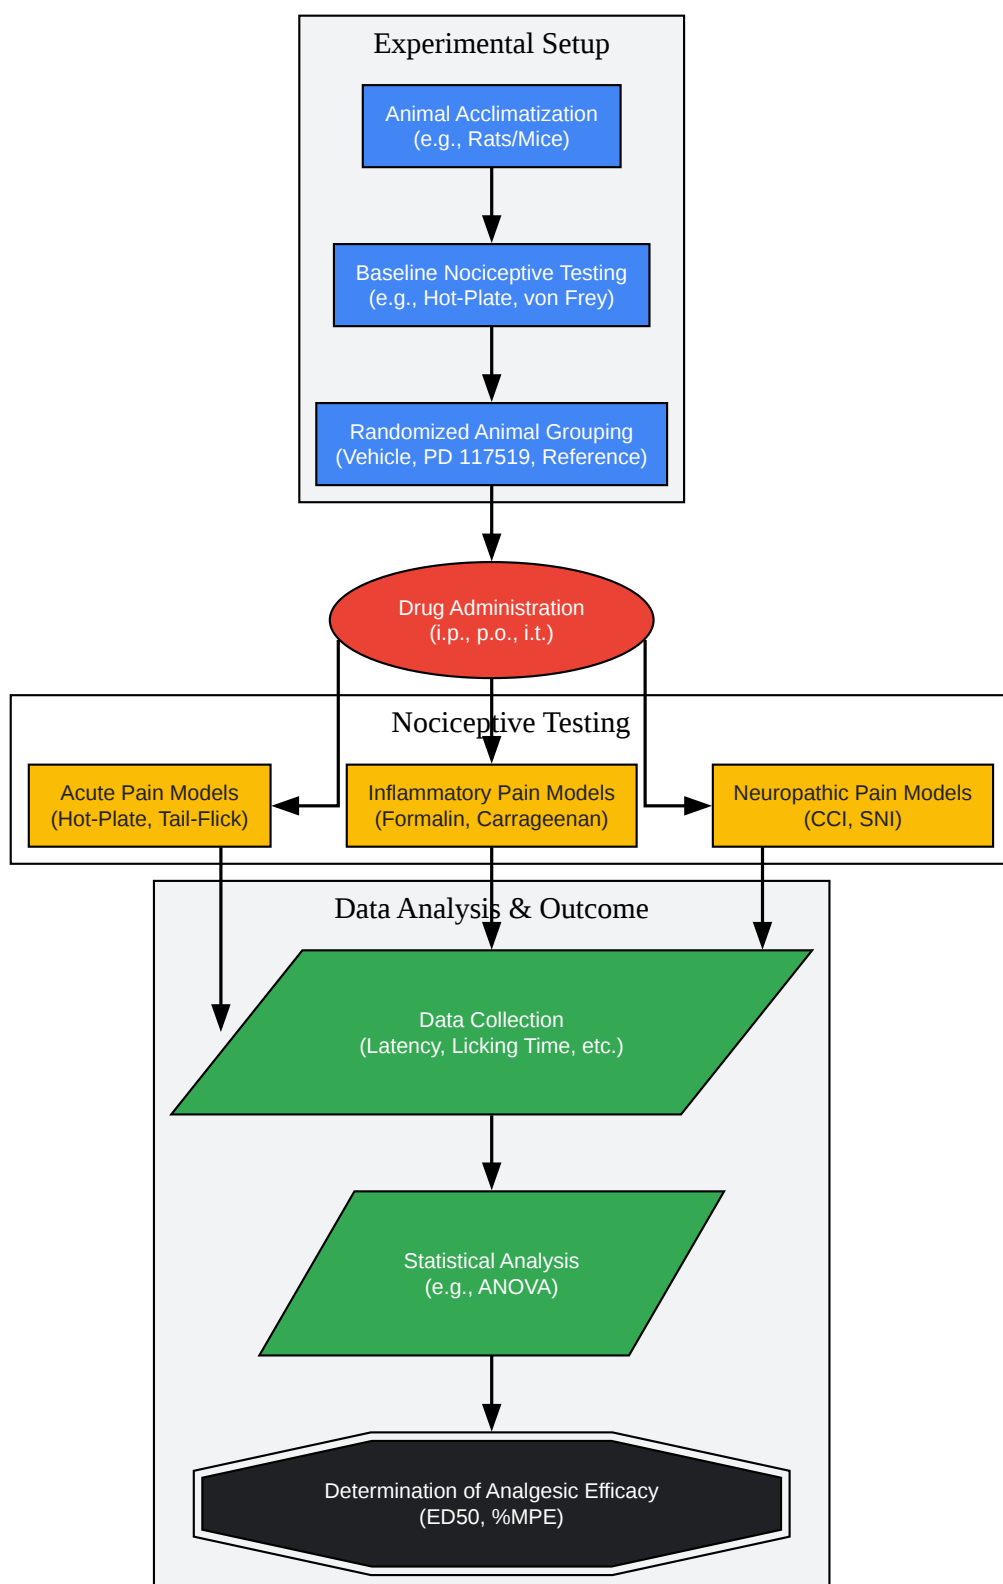 Experimental Setup
Animal Acclimatization
(e.g., Rats/Mice)
Baseline Nociceptive Testing
(e.g., Hot-Plate, von Frey)
Randomized Animal Grouping
(Vehicle, PD 117519, Reference)
Drug Administration
(i.p., p.o., i.t.)
Nociceptive Testing
Acute Pain Models
(Hot-Plate, Tail-Flick)
Inflammatory Pain Models
(Formalin, Carrageenan)
Neuropathic Pain Models
(CCI, SNI)
Data Analysis & Outcome
Data Collection
(Latency, Licking Time, etc.)
Statistical Analysis
(e.g., ANOVA)
Determination of Analgesic Efficacy
(ED50, %MPE)